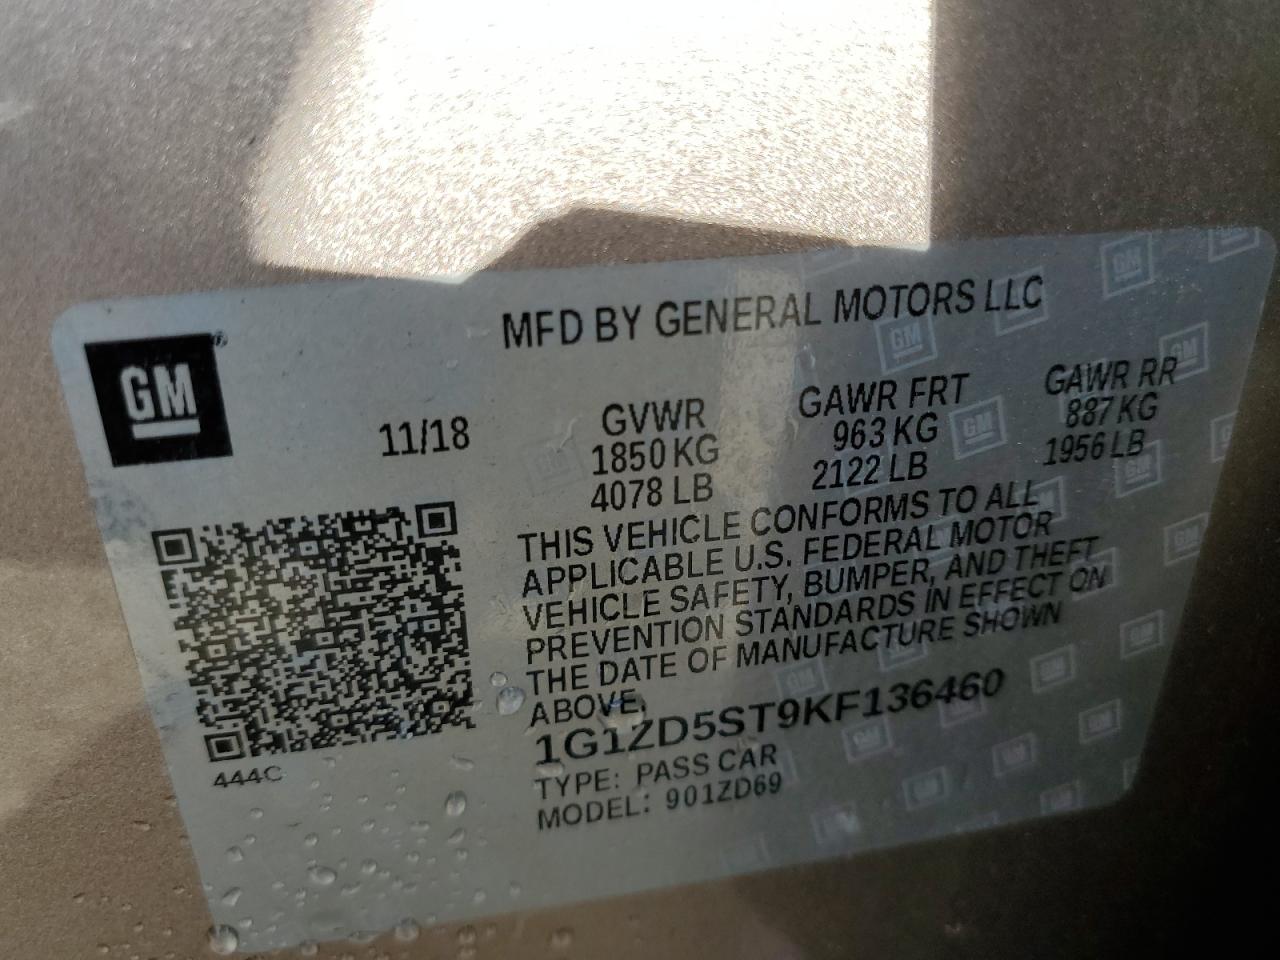 MFD BY GENERAL MOTORS LLC
GM
11/18
GVWR GAWR FRT GAWR RR
1850 KG 963 KG 887 KG
4078 LB 2122 LB 1956 LB
THIS VEHICLE CONFORMS TO ALL
APPLICABLE U.S. FEDERAL MOTOR
VEHICLE SAFETY, BUMPER, AND THEFT
PREVENTION STANDARDS IN EFFECT ON
THE DATE OF MANUFACTURE SHOWN
ABOVE.
1G1ZD5ST9KF136460
TYPE: PASS CAR
MODEL: 901ZD69
444C